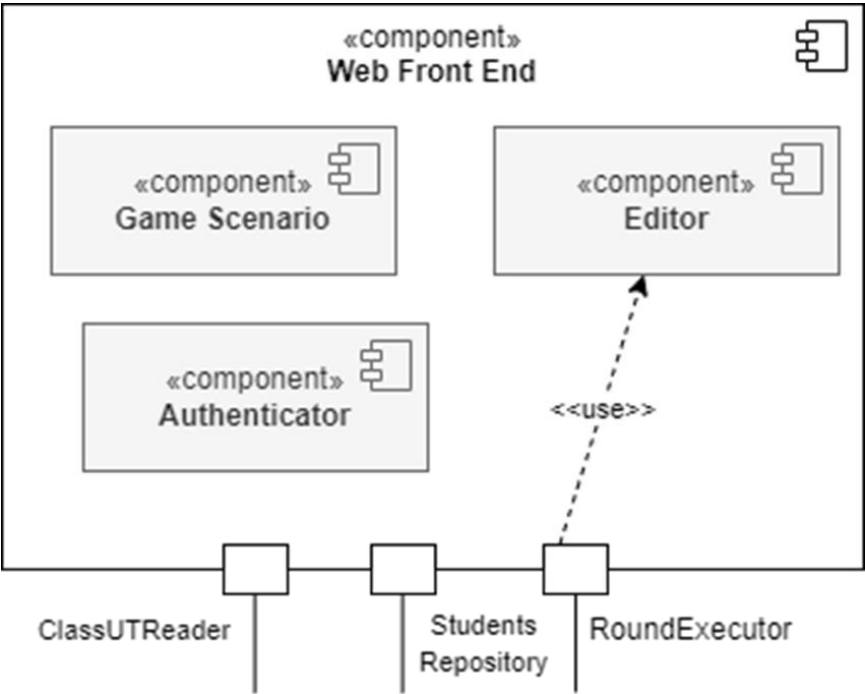 «component»
Web Front End
«component»
Game Scenario
«component»
Editor
«component»
Authenticator
<<use>>
ClassUTReader
Students
Repository
RoundExecutor